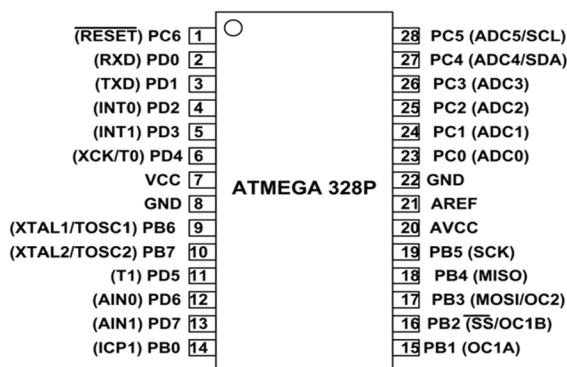 (RESET) PC6 1
(RXD) PD0 2
(TXD) PD1 3
(INT0) PD2 4
(INT1) PD3 5
(XCK/T0) PD4 6
VCC 7
GND 8
(XTAL1/TOSC1) PB6 9
(XTAL2/TOSC2) PB7 10
(T1) PD5 11
(AIN0) PD6 12
(AIN1) PD7 13
(ICP1) PB0 14
ATMEGA 328P
28 PC5 (ADC5/SCL)
27 PC4 (ADC4/SDA)
26 PC3 (ADC3)
25 PC2 (ADC2)
24 PC1 (ADC1)
23 PC0 (ADC0)
22 GND
21 AREF
20 AVCC
19 PB5 (SCK)
18 PB4 (MISO)
17 PB3 (MOSI/OC2)
16 PB2 (SS/OC1B)
15 PB1 (OC1A)